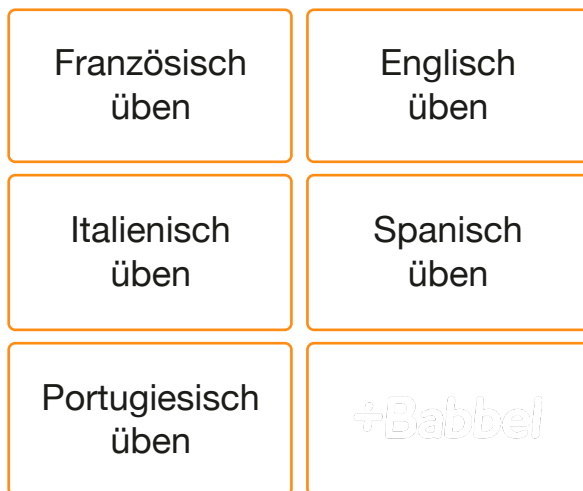 Französisch
üben
Englisch
üben
Italienisch
üben
Spanisch
üben
Portugiesisch
üben
+Babbel